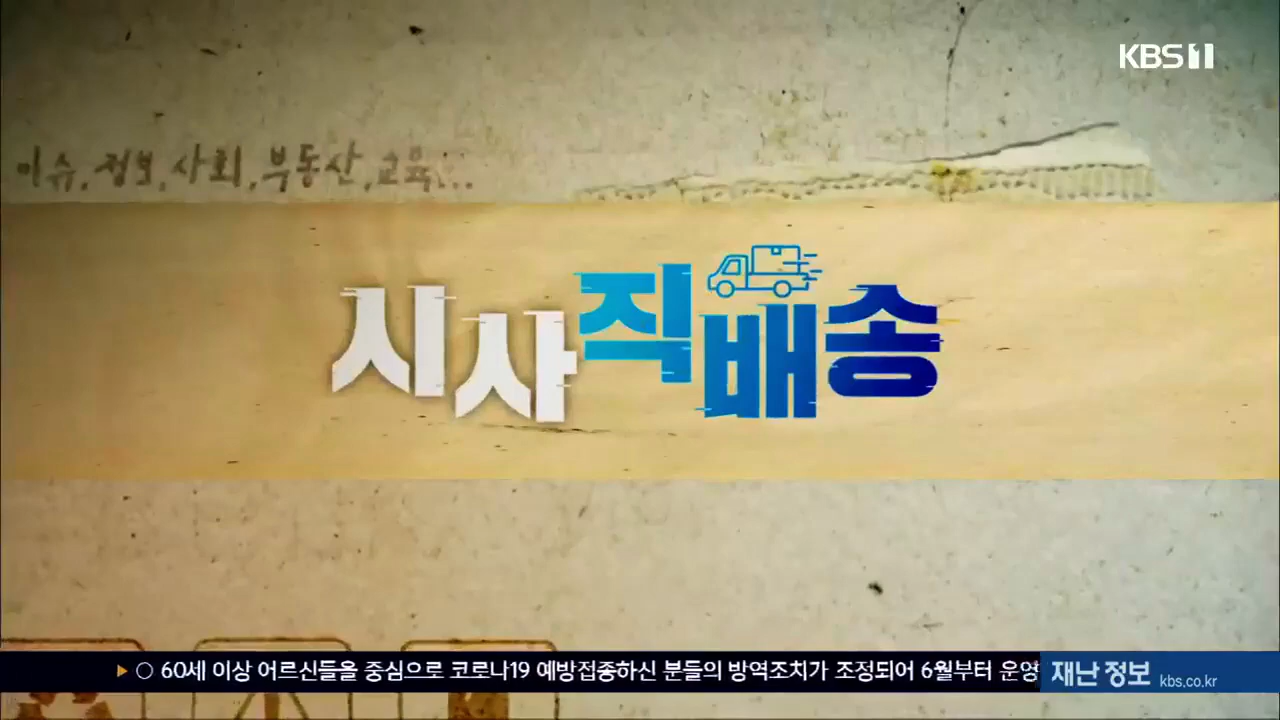 KBS 1
이슈, 정보, 사회, 부동산, 교육...
시사직배송
▶ ○ 60세 이상 어르신들을 중심으로 코로나19 예방접종하신 분들의 방역조치가 조정되어 6월부터 운영
재난 정보 kbs.co.kr